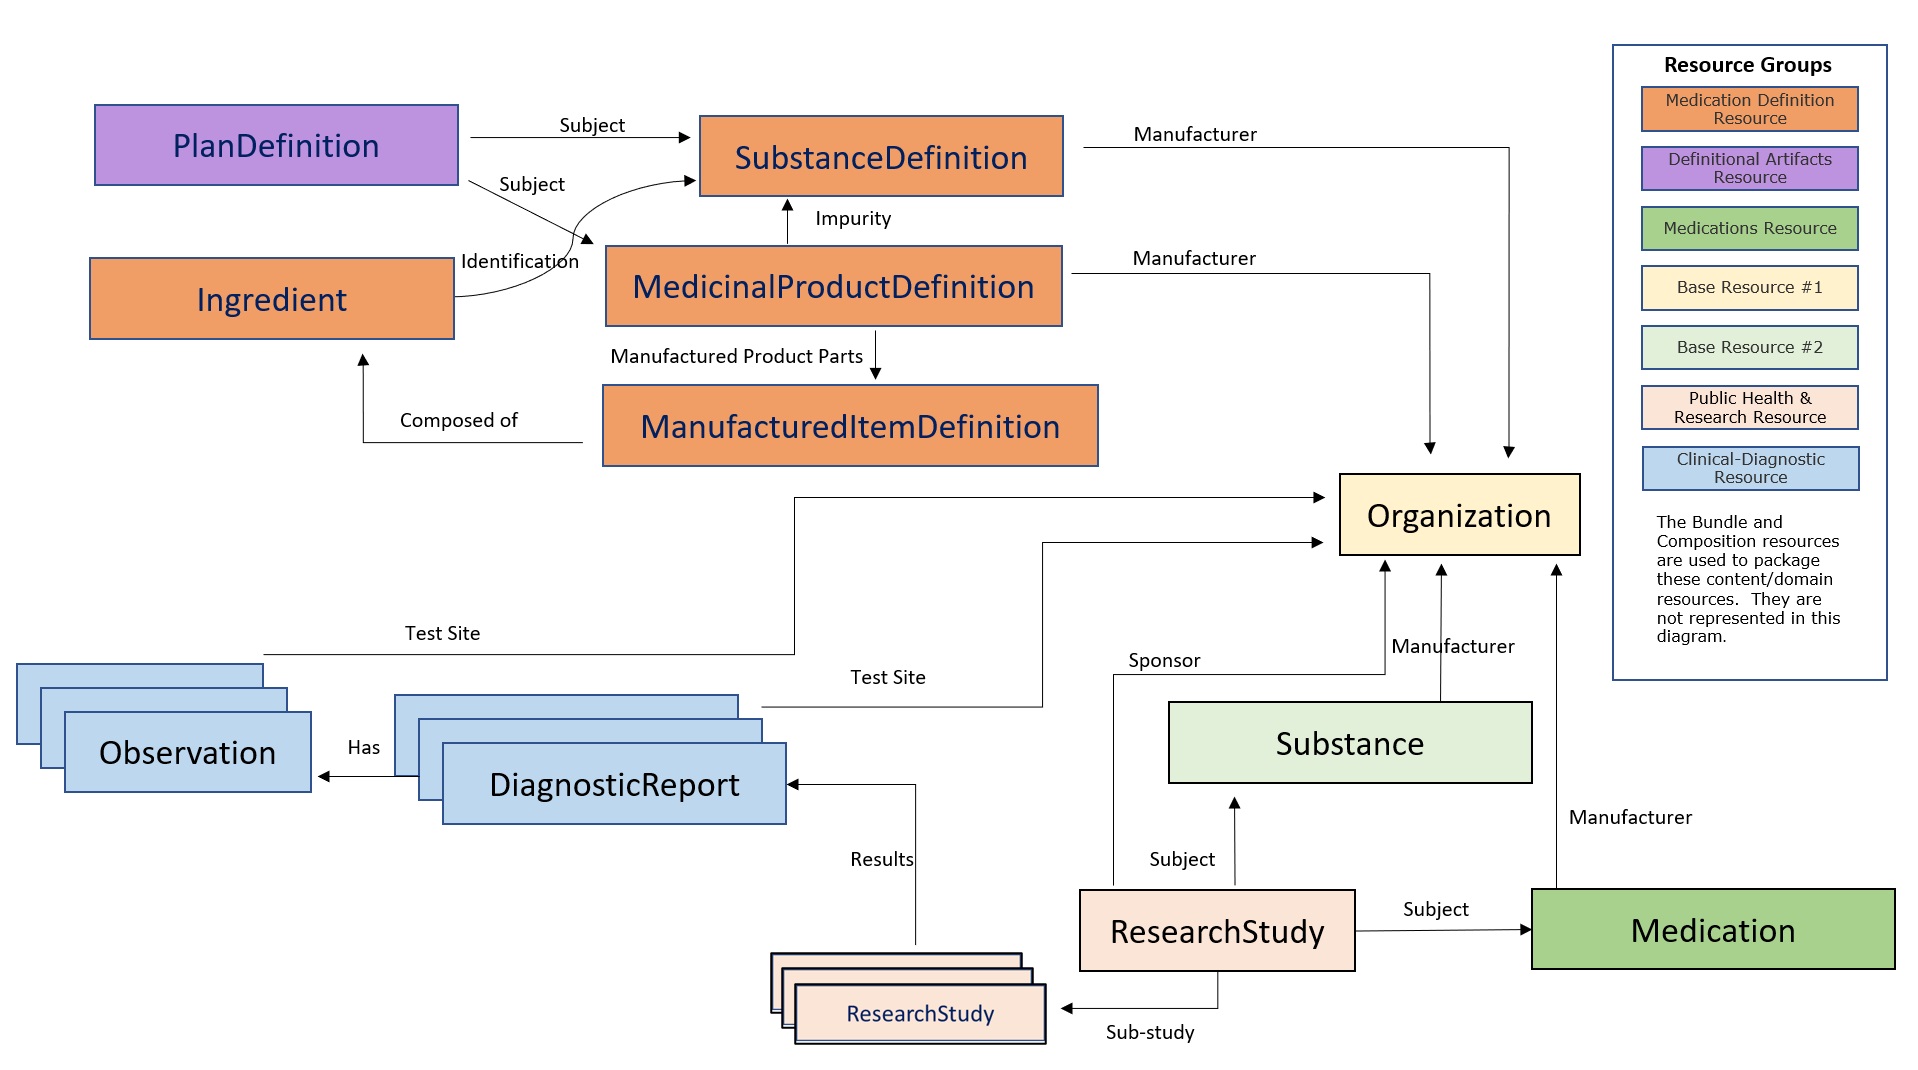 Resource Groups
Medication Definition
Resource
Definitional Artifacts
Resource
Medications Resource
Base Resource #1
Base Resource #2
Public Health &
Research Resource
Clinical-Diagnostic
Resource
The Bundle and
Composition resources
are used to package
these content/domain
resources.  They are
not represented in this
diagram.
PlanDefinition
Subject
SubstanceDefinition
Manufacturer
Subject
Impurity
Identification
Ingredient
MedicinalProductDefinition
Manufacturer
Manufactured Product Parts
Composed of
ManufacturedItemDefinition
Organization
Test Site
Test Site
Sponsor
Manufacturer
Observation
Has
DiagnosticReport
Substance
Results
Subject
Manufacturer
ResearchStudy
Subject
Medication
ResearchStudy
Sub-study